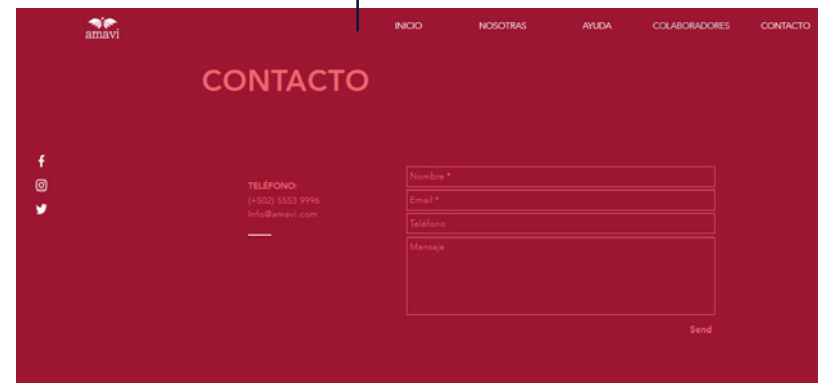 amavi
INICIO NOSOTRAS AYUDA COLABORADORES CONTACTO
CONTACTO
TELÉFONO:
(+502) 5553 9996
Info@amavi.com
Nombre *
Email *
Teléfono
Mensaje
Send